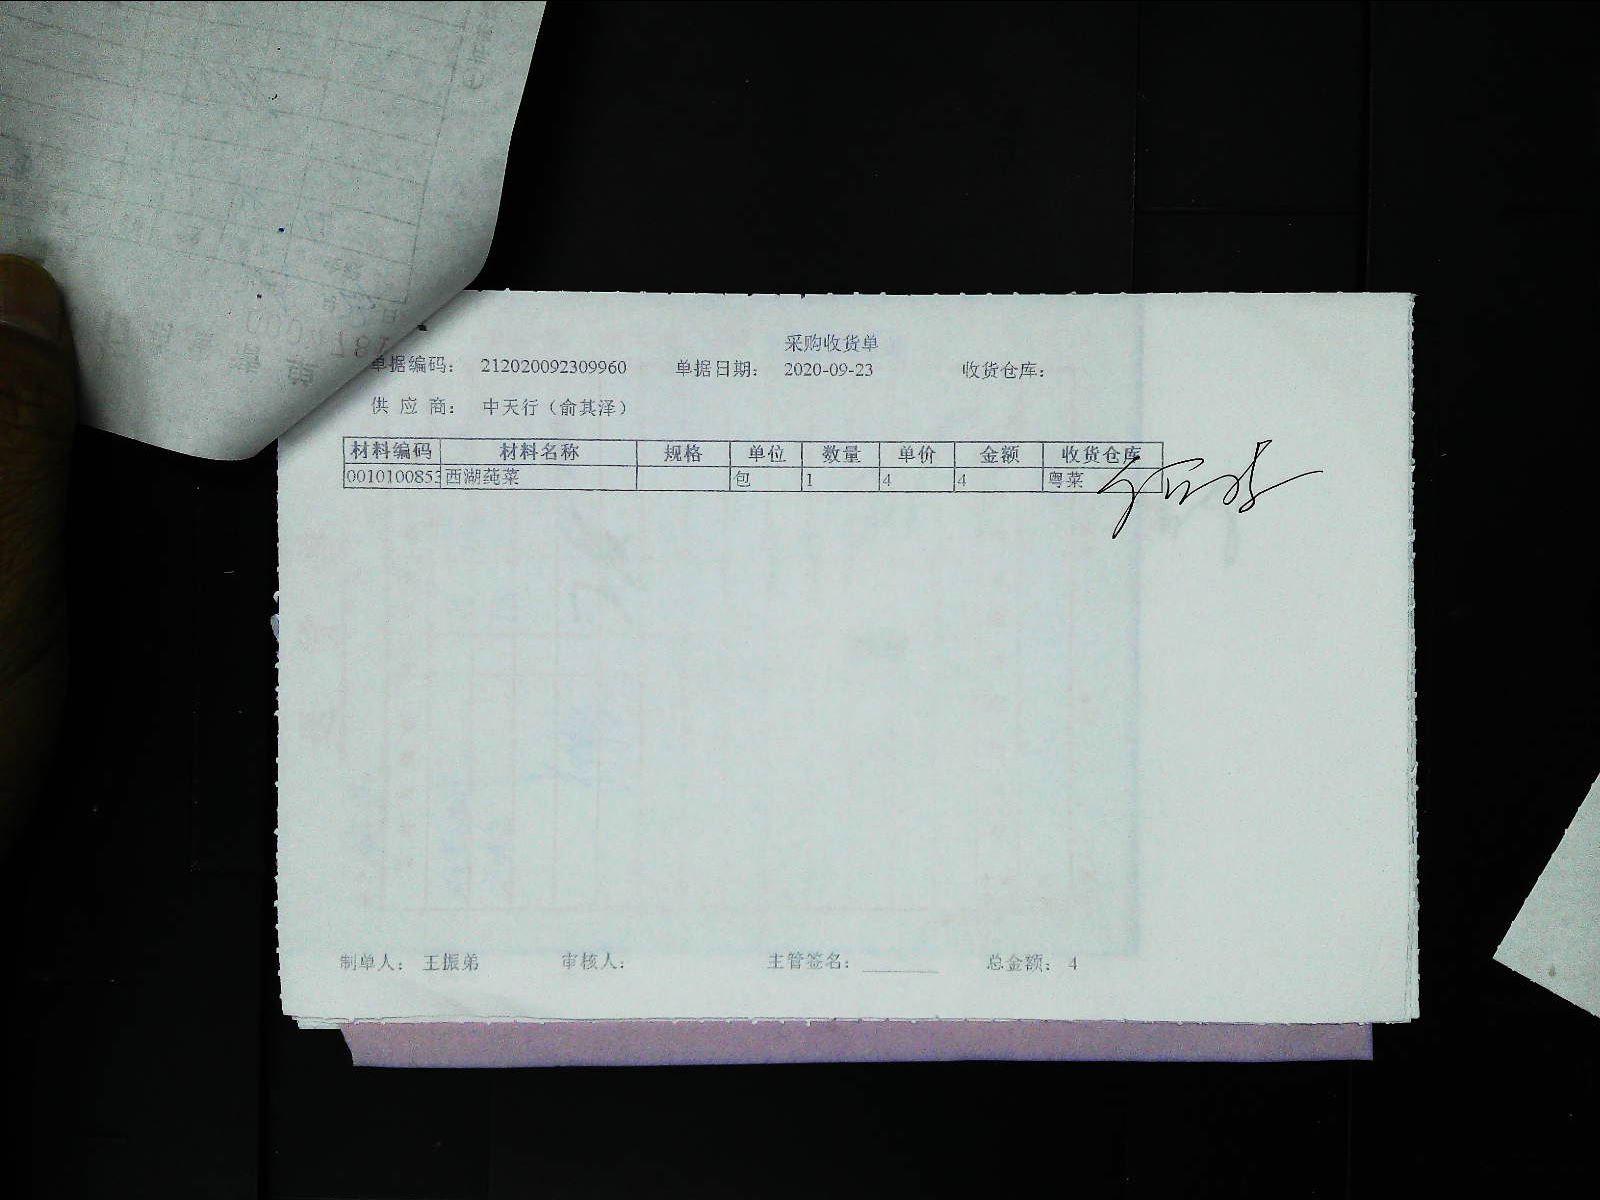 采购收货单
单据编码： 212020092309960 单据日期： 2020-09-23 收货仓库：
供 应 商： 中天行（俞其泽）
材料编码 材料名称 规格 单位 数量 单价 金额 收货仓库
0010100853 西湖莼菜 包 1 4 4 粤菜
制单人： 王振弟 审核人： 主管签名： ________ 总金额： 4